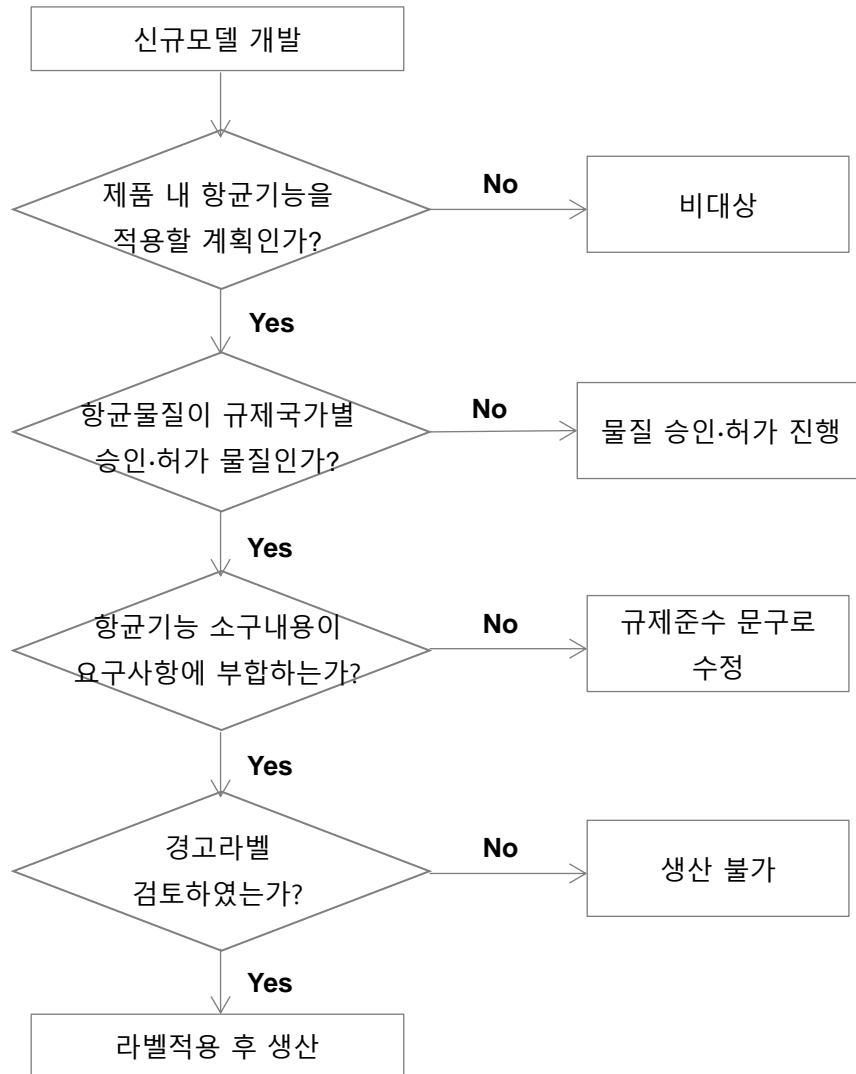 신규모델 개발
제품 내 항균기능을
적용할 계획인가?
No
비대상
Yes
항균물질이 규제국가별
승인·허가 물질인가?
No
물질 승인·허가 진행
Yes
항균기능 소구내용이
요구사항에 부합하는가?
No
규제준수 문구로
수정
Yes
경고라벨
검토하였는가?
No
생산 불가
Yes
라벨적용 후 생산